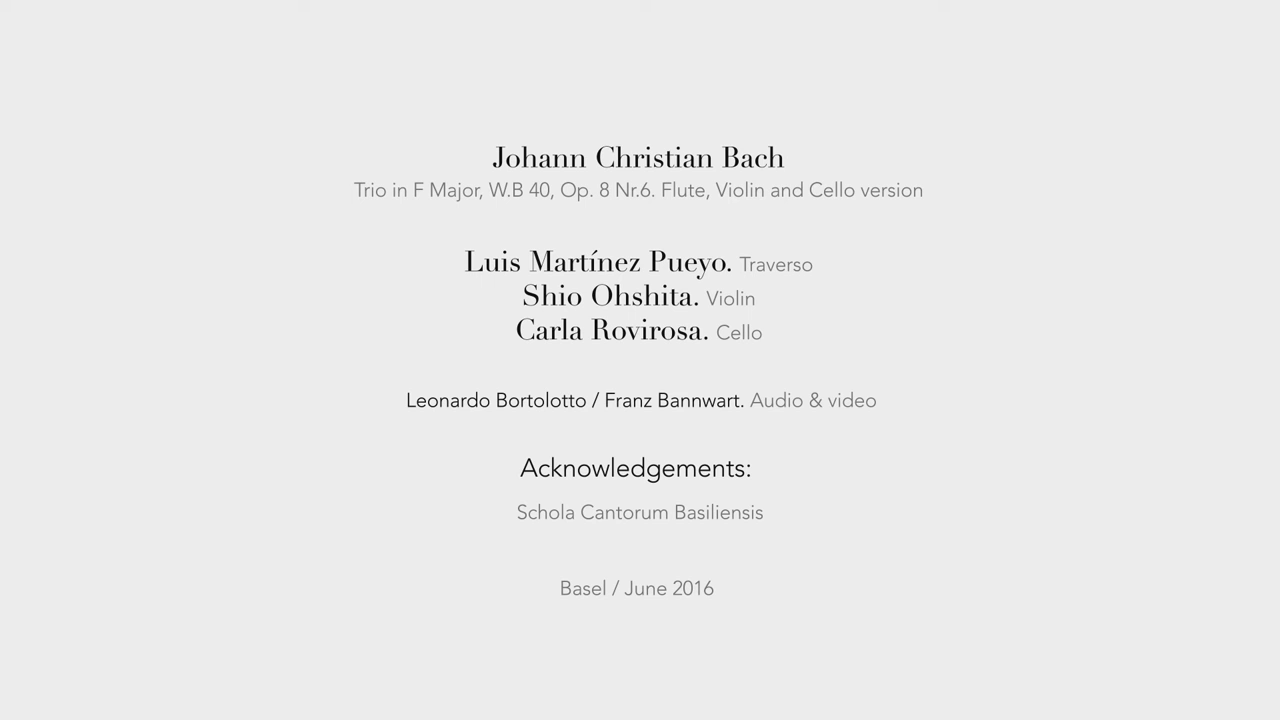 Johann Christian Bach
Trio in F Major, W.B 40, Op. 8 Nr.6. Flute, Violin and Cello version
Luis Martínez Pueyo. Traverso
Shio Ohshita. Violin
Carla Rovirosa. Cello
Leonardo Bortolotto / Franz Bannwart. Audio & video
Acknowledgements:
Schola Cantorum Basiliensis
Basel / June 2016